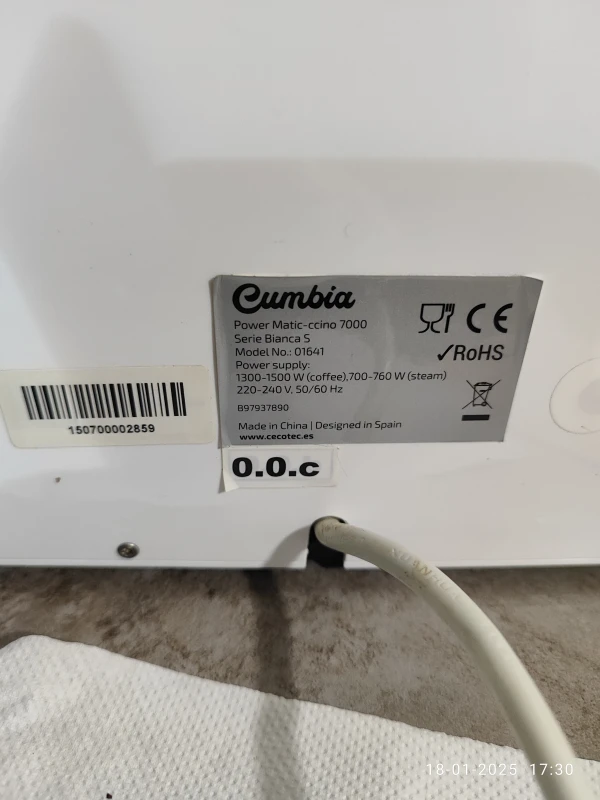 Cumbia
Power Matic-ccino 7000
Serie Bianca S
Model No.: 01641
Power supply:
1300-1500 W (coffee),700-760 W (steam)
220-240 V, 50/60 Hz
B97937890
Made in China | Designed in Spain
www.cecotec.es
CE
✓RoHS
150700002859
0.0.c
18-01-2025 17:30